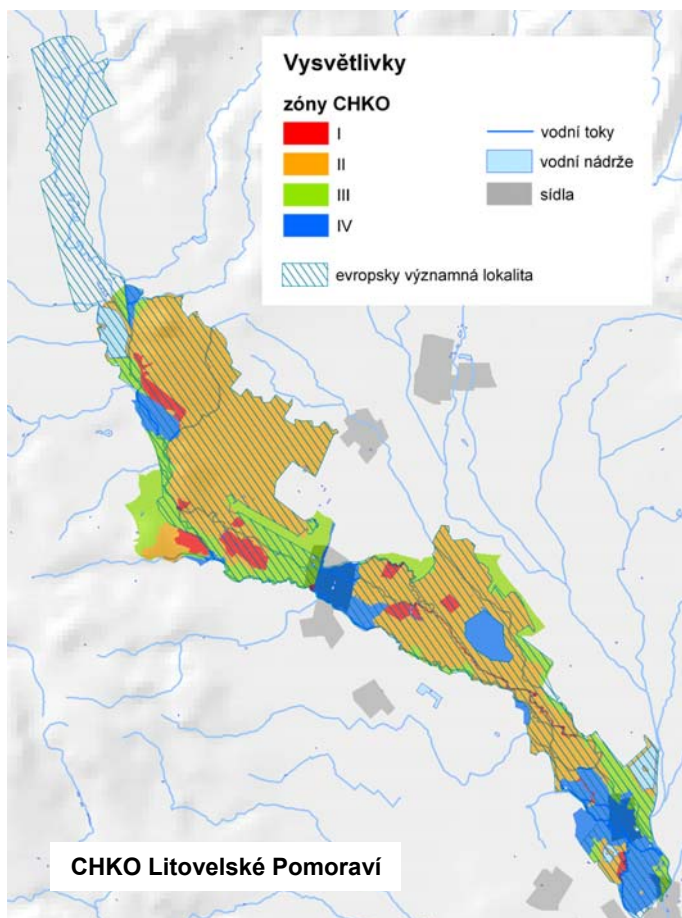 Vysvětlivky
zóny CHKO
I
II
III
IV
vodní toky
vodní nádrže
sídla
evropsky významná lokalita
CHKO Litovelské Pomoraví